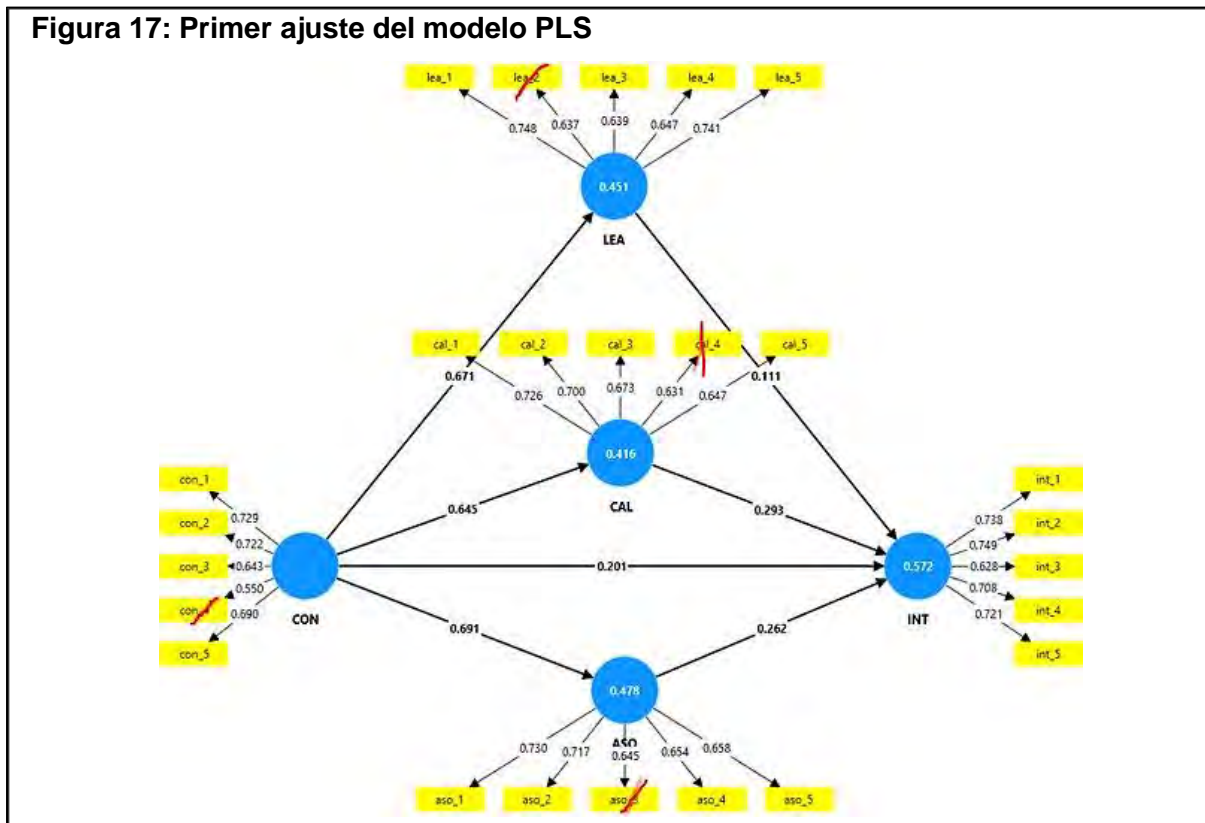 Figura 17: Primer ajuste del modelo PLS
lea_1 lea_2 lea_3 lea_4 lea_5
0.748 0.637 0.639 0.647 0.741
0.451
LEA
cal_1 cal_2 cal_3 cal_4 cal_5
0.671 0.111
0.726 0.700 0.673 0.631 0.647
0.416
CAL
0.645 0.293
con_1
con_2
con_3
con_5
0.729
0.722
0.643
0.550
0.690
CON
0.201
int_1
int_2
int_3
int_4
int_5
0.738
0.749
0.628
0.708
0.721
0.572
INT
0.691 0.262
0.478
ASO
0.730 0.717 0.645 0.654 0.658
aso_1 aso_2 aso_3 aso_4 aso_5